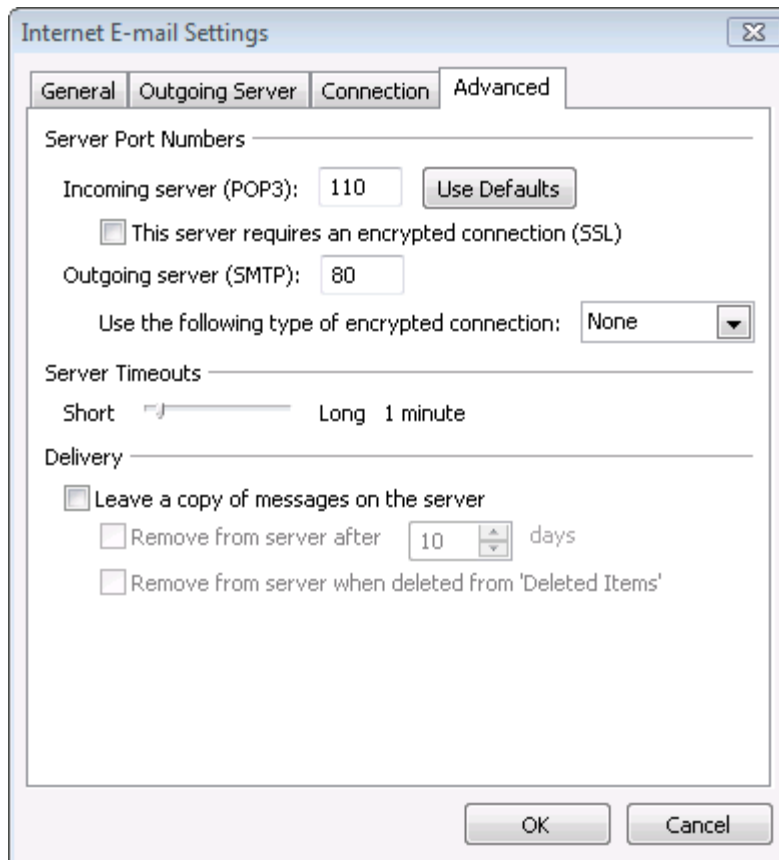 Internet E-mail Settings
General Outgoing Server Connection Advanced
Server Port Numbers
Incoming server (POP3): 110 Use Defaults
This server requires an encrypted connection (SSL)
Outgoing server (SMTP): 80
Use the following type of encrypted connection: None
Server Timeouts
Short Long 1 minute
Delivery
Leave a copy of messages on the server
Remove from server after 10 days
Remove from server when deleted from 'Deleted Items'
OK Cancel